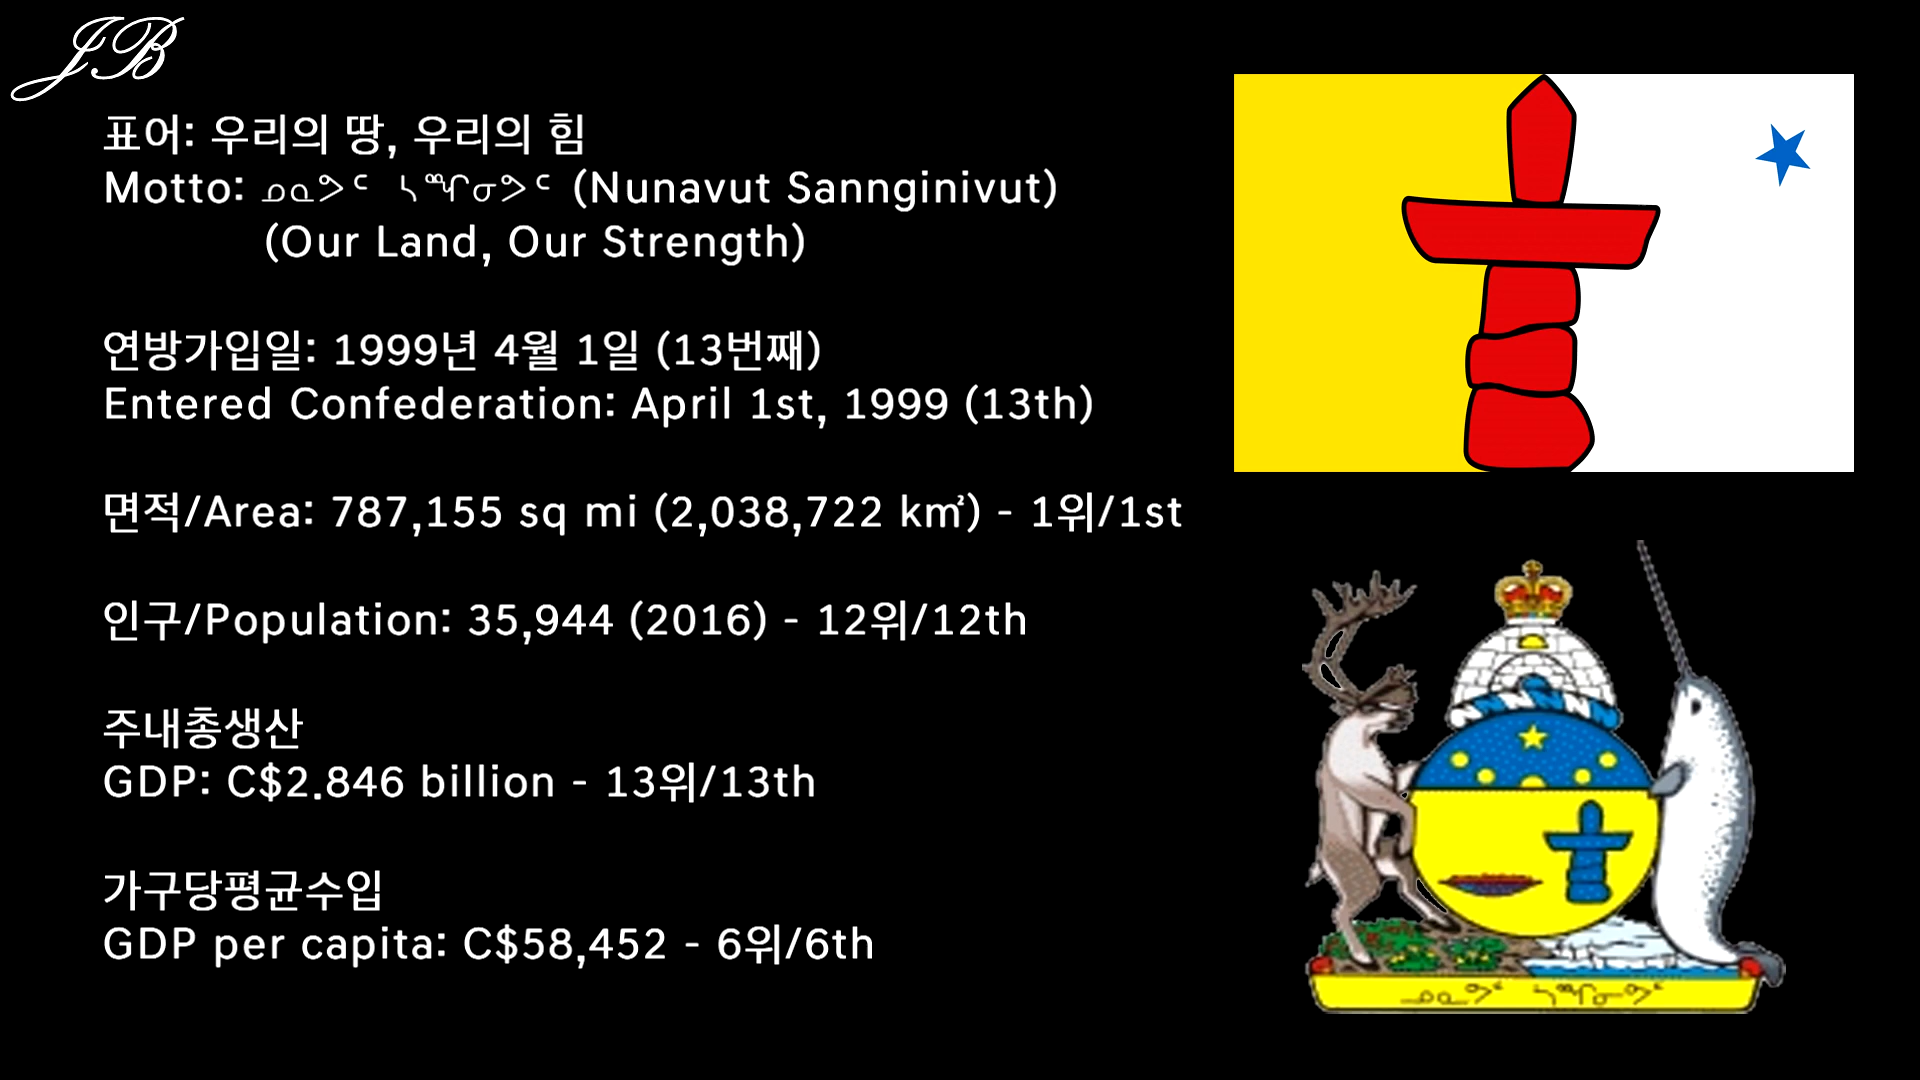 JB
표어: 우리의 땅, 우리의 힘
Motto: ᓄᓇᕗᑦ ᓴᙱᓂᕗᑦ (Nunavut Sannginivut)
(Our Land, Our Strength)
연방가입일: 1999년 4월 1일 (13번째)
Entered Confederation: April 1st, 1999 (13th)
면적/Area: 787,155 sq mi (2,038,722 ㎢) - 1위/1st
인구/Population: 35,944 (2016) - 12위/12th
주내총생산
GDP: C$2.846 billion - 13위/13th
가구당평균수입
GDP per capita: C$58,452 - 6위/6th
ᓄᓇᕗᑦ ᓴᙱᓂᕗᑦ